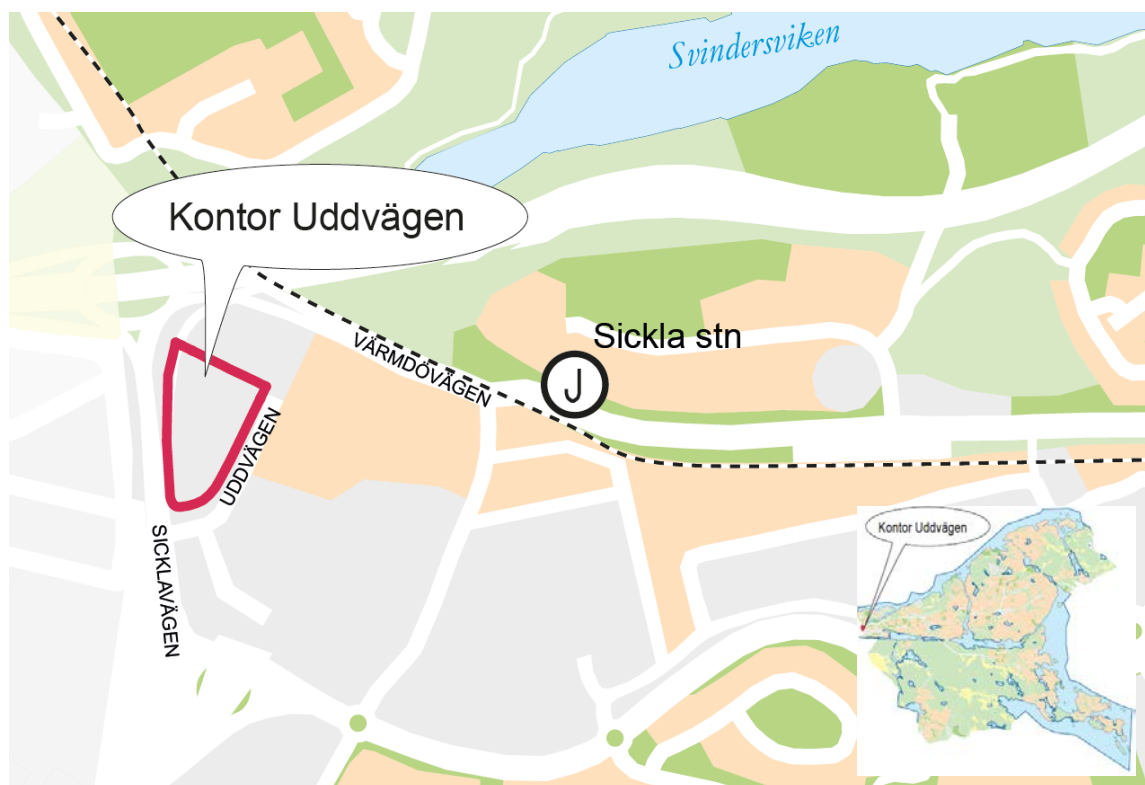 Svindersviken
Kontor Uddvägen
Sickla stn
VÄRMDÖVÄGEN
J
UDDVÄGEN
SICKLAVÄGEN
Kontor Uddvägen